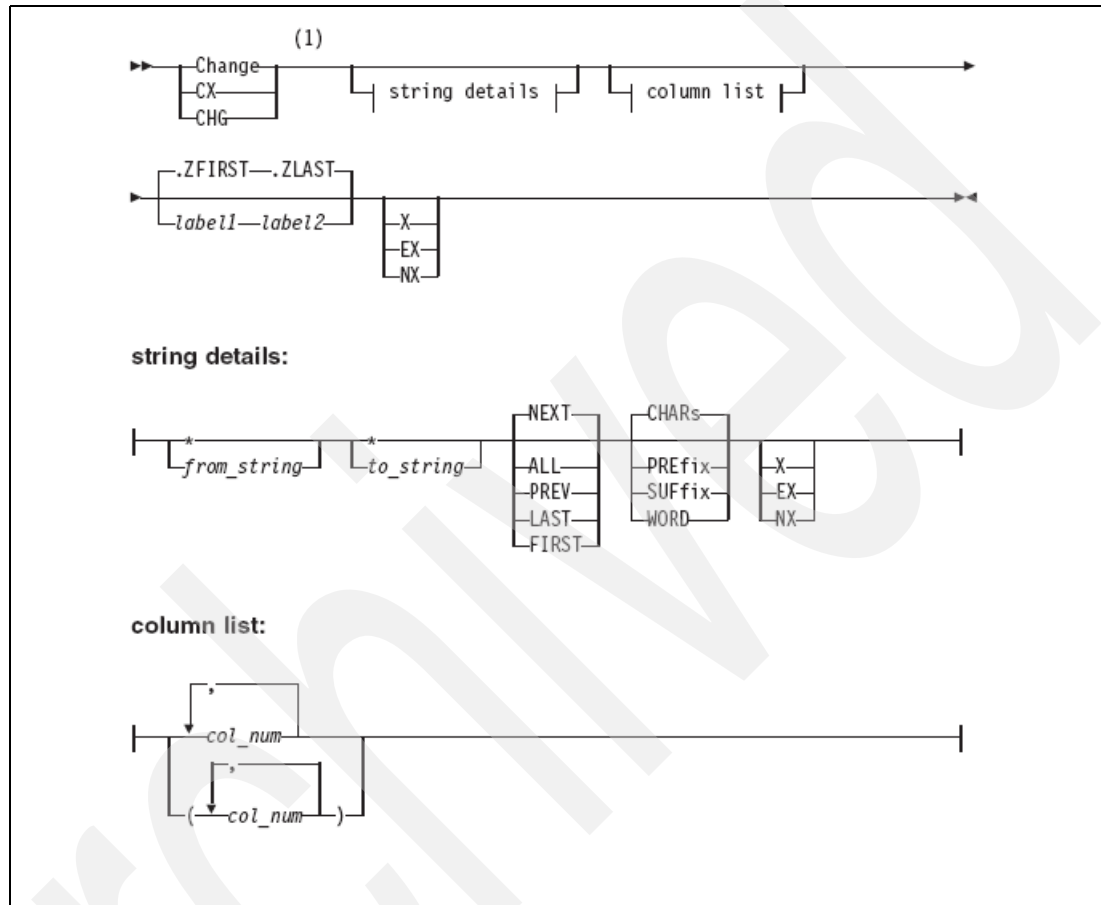 (1)
Change
CX
CHG
string details
column list
.ZFIRST .ZLAST
label1 label2
X
EX
NX
string details:
*
from_string
*
to_string
NEXT
ALL
PREV
LAST
FIRST
CHARs
PREfix
SUFfix
WORD
X
EX
NX
column list:
,
col_num
,
( col_num )
Archived